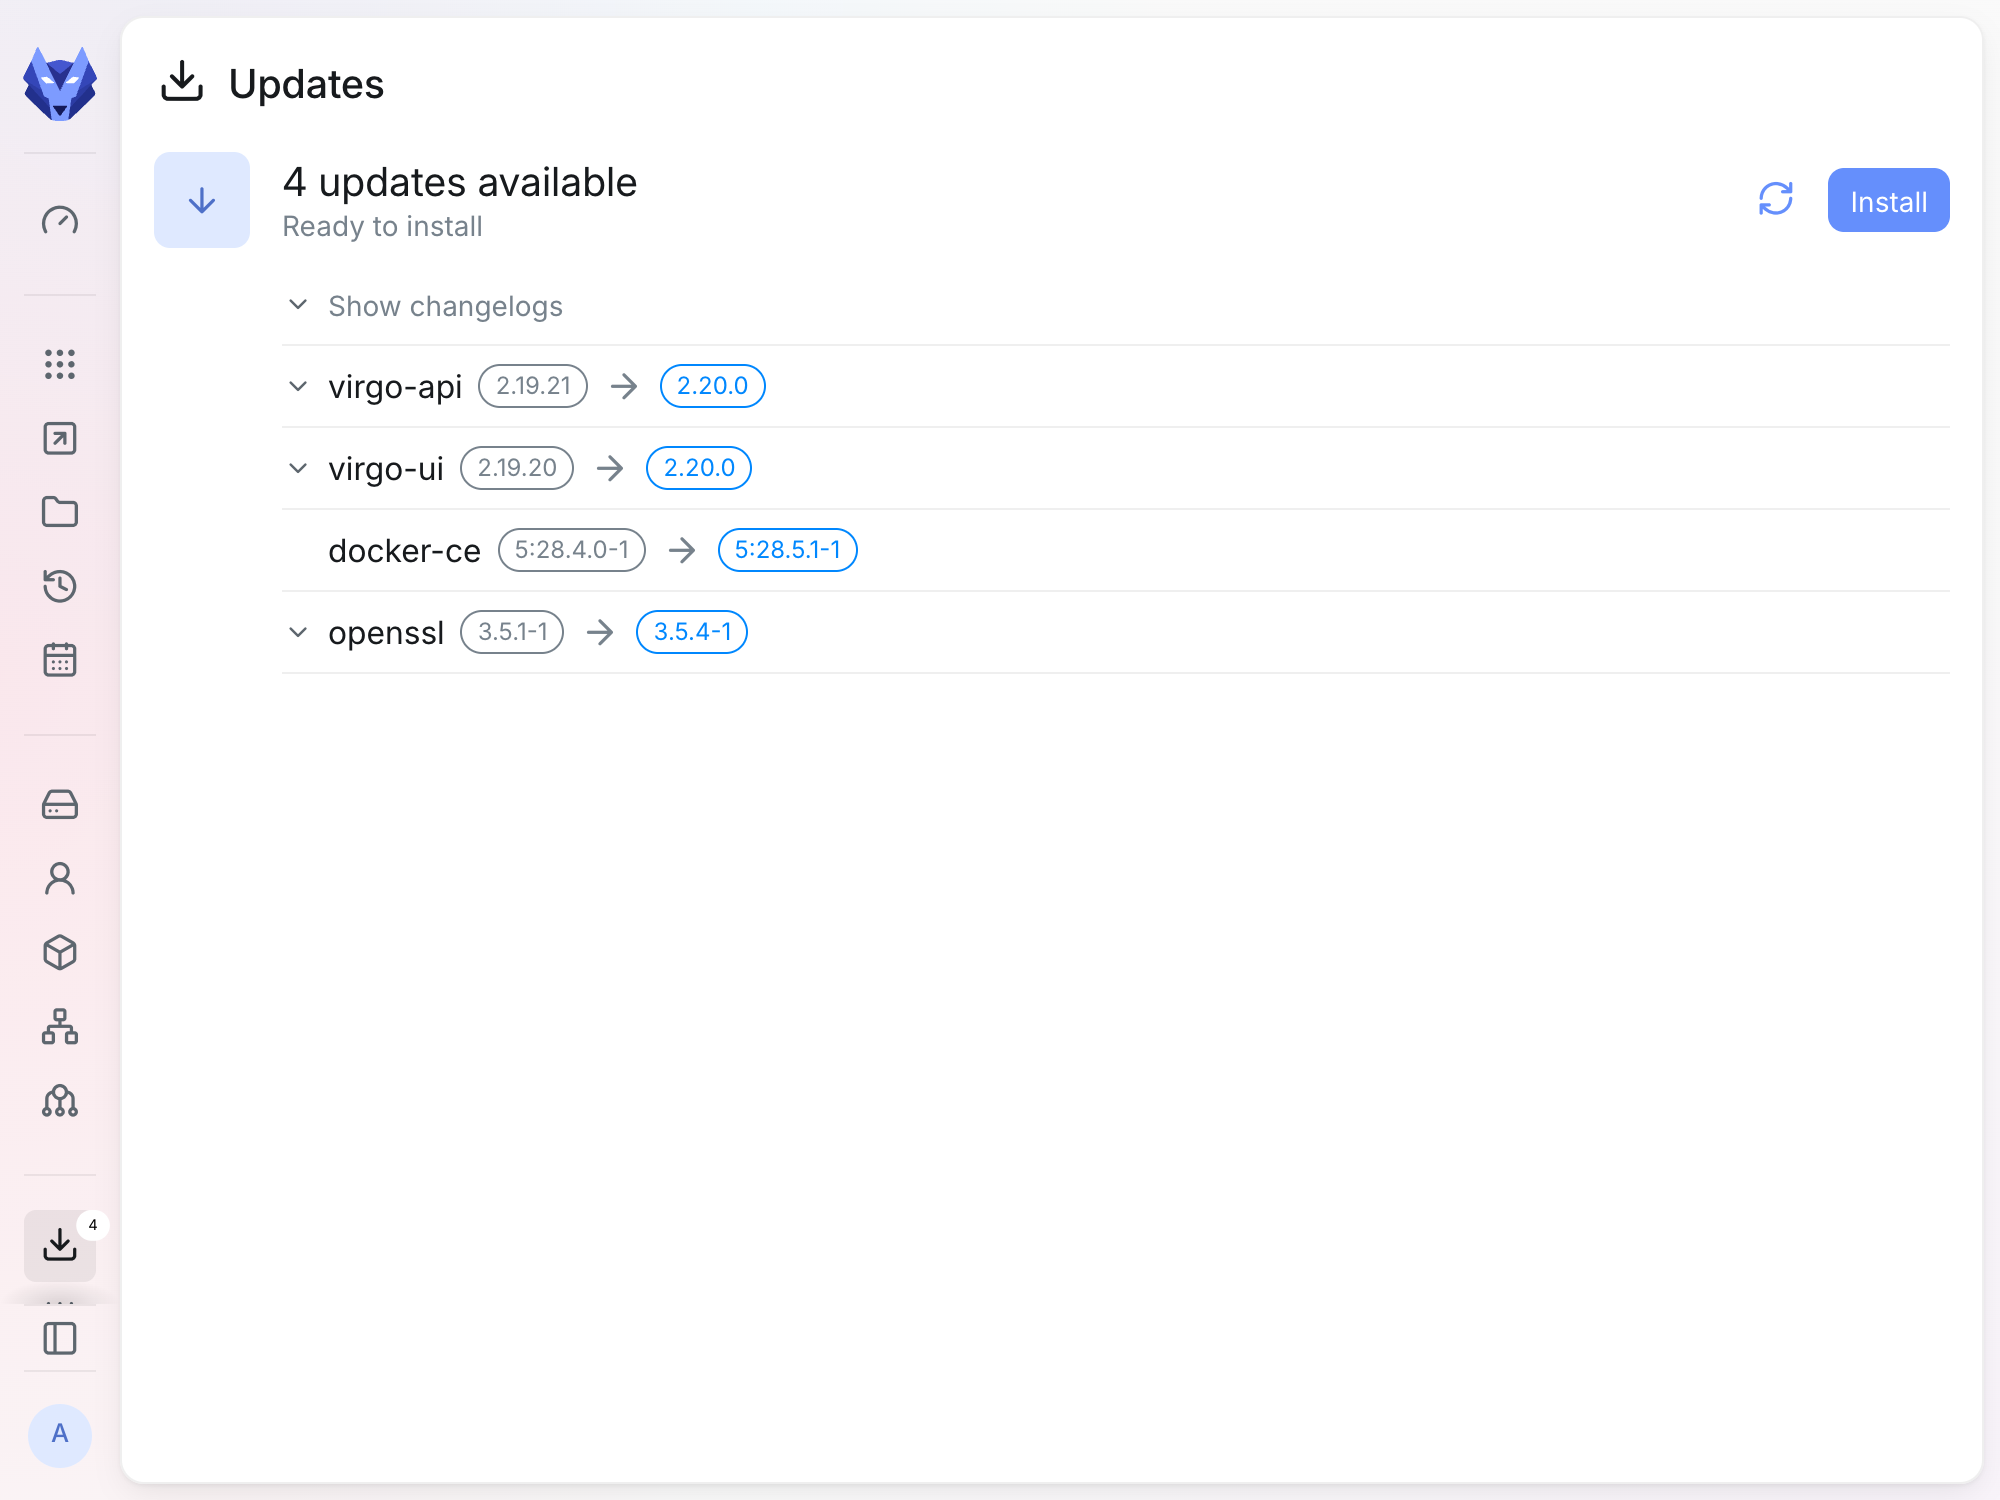 Updates
4 updates available
Ready to install
Install
Show changelogs
virgo-api 2.19.21 2.20.0
virgo-ui 2.19.20 2.20.0
docker-ce 5:28.4.0-1 5:28.5.1-1
openssl 3.5.1-1 3.5.4-1
4
A